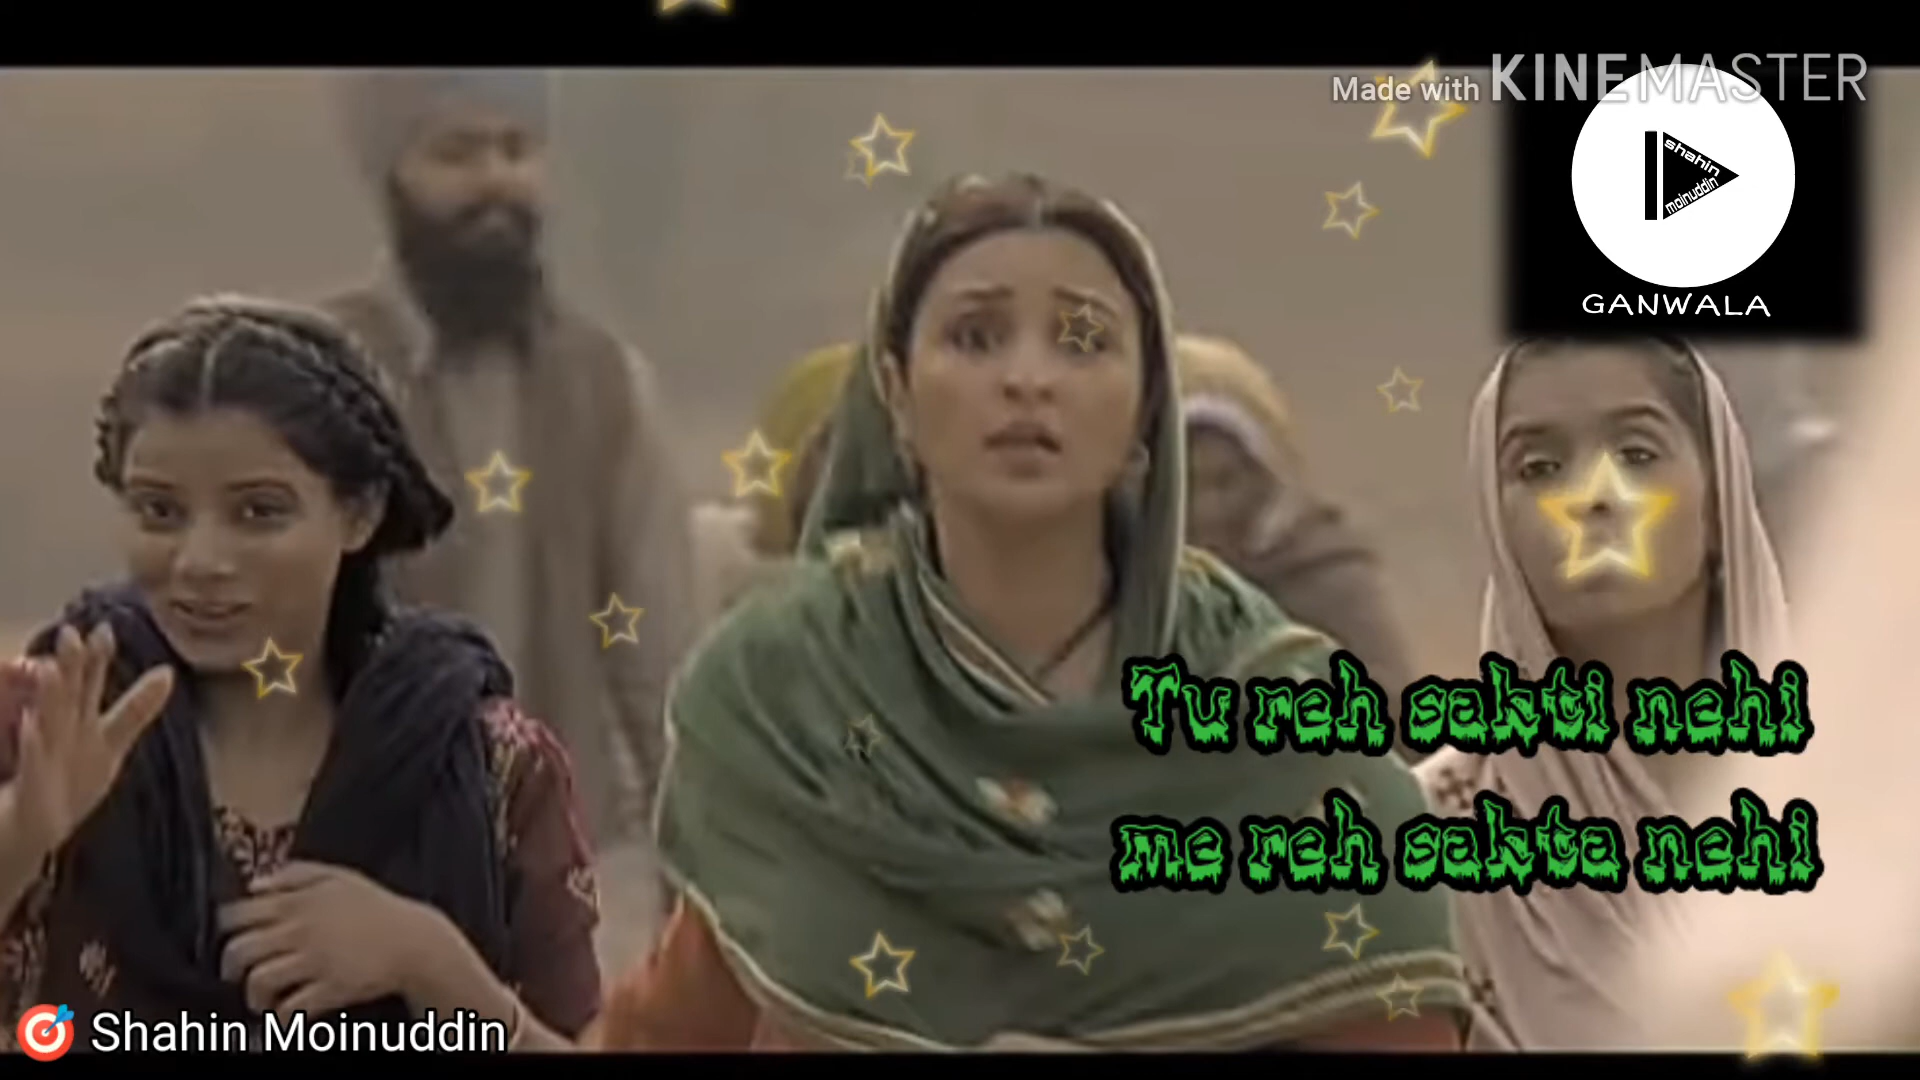 Made with KINEMASTER
shahin
moinuddin
GANWALA
Tu reh sakti nehi
me reh sakta nehi
Shahin Moinuddin